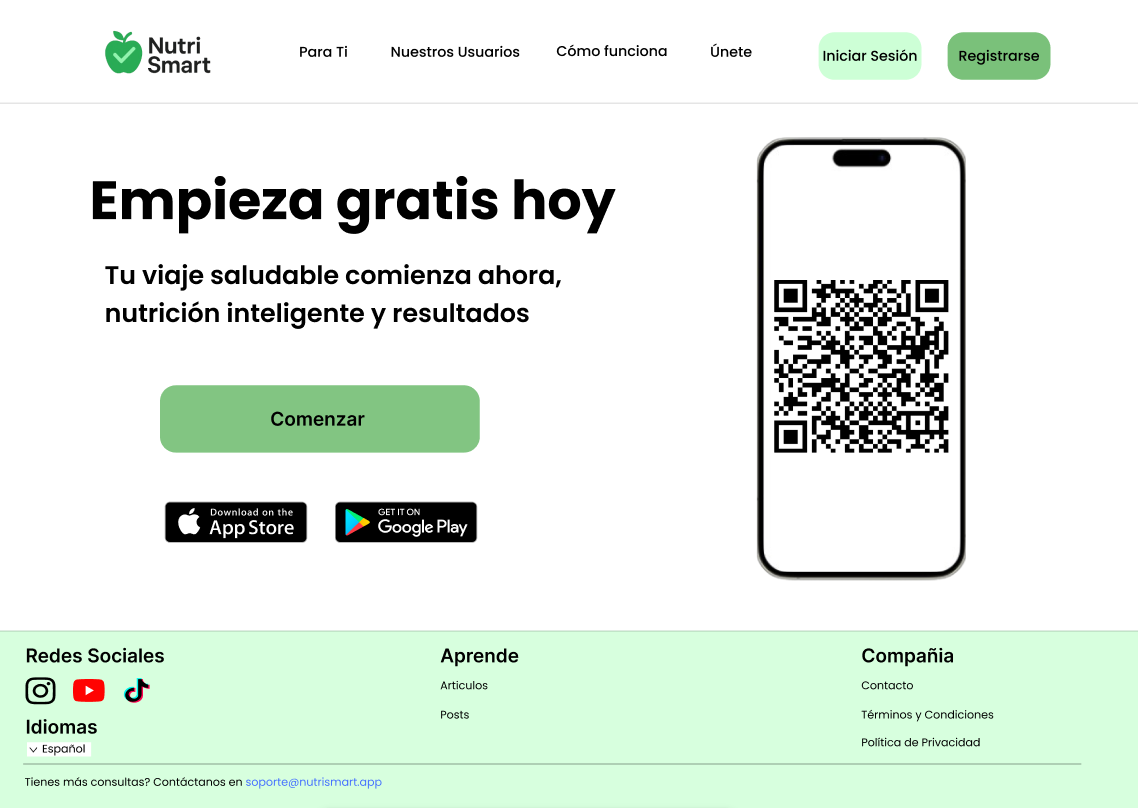 Nutri
Smart
Para Ti
Nuestros Usuarios
Cómo funciona
Únete
Iniciar Sesión
Registrarse
Empieza gratis hoy
Tu viaje saludable comienza ahora,
nutrición inteligente y resultados
Comenzar
Download on the
App Store
GET IT ON
Google Play
Redes Sociales
Idiomas
Español
Aprende
Articulos
Posts
Compañia
Contacto
Términos y Condiciones
Política de Privacidad
Tienes más consultas? Contáctanos en soporte@nutrismart.app